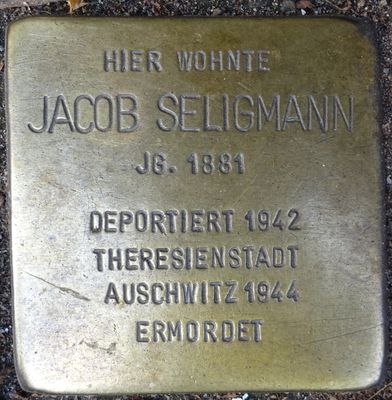 HIER WOHNTE
JACOB SELIGMANN
JG. 1881
DEPORTIERT 1942
THERESIENSTADT
AUSCHWITZ 1944
ERMORDET